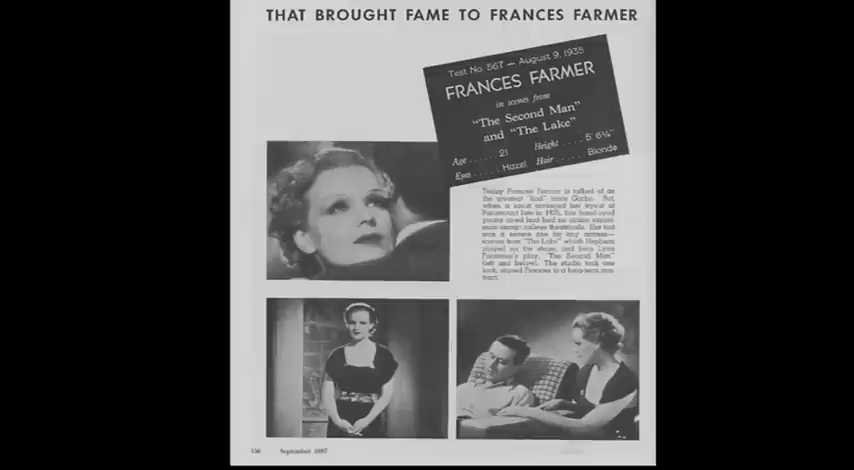 THAT BROUGHT FAME TO FRANCES FARMER
Test No. 567 — August 9, 1935
FRANCES FARMER
in scenes from
"The Second Man"
and "The Lake"
Age ...... 21 Height ..... 5' 6¼"
Eyes ..... Hazel Hair ...... Blonde
Today Frances Farmer is talked of as
the greatest "find" since Garbo. But,
when a scout arranged her tryout at
Paramount late in 1935, this hazel-eyed
young coed had had no under
except college theatricals. Her test
was a severe one for any actress—
scenes from "The Lake" which Hepburn
played on the stage, and from Lynn
Fontanne's play, "The Second Man"
(left and below). The studio took one
look, signed Frances to a long-term con-
tract.
136 September 1937